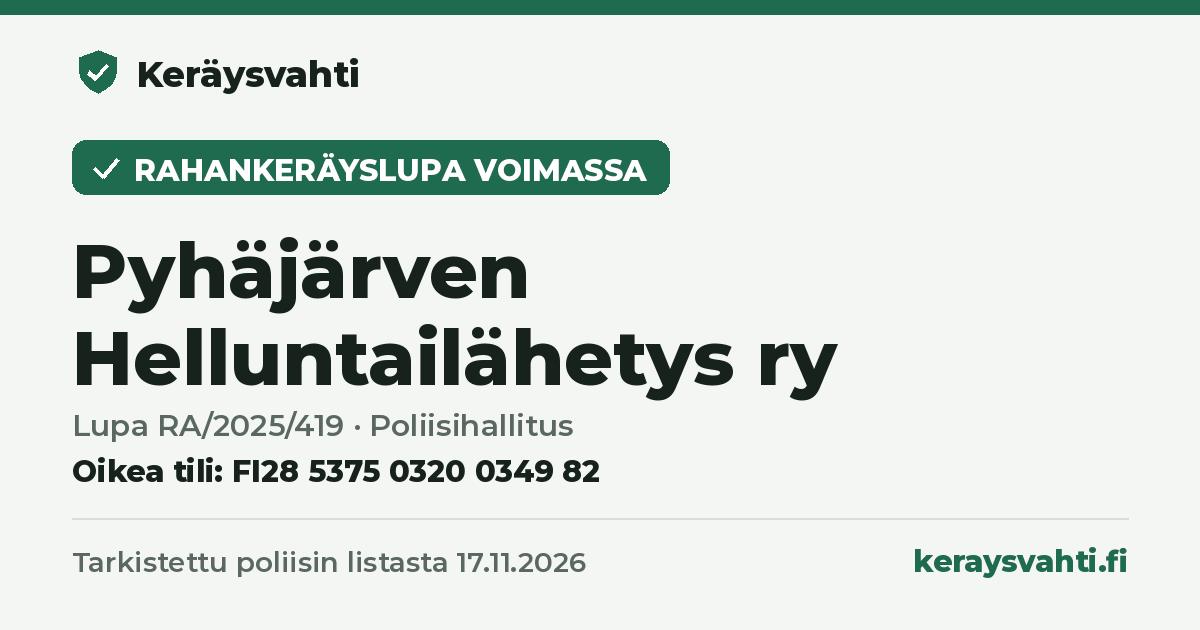 Keräysvahti
RAHANKERÄYSLUPA VOIMASSA
Pyhäjärven
Helluntailähetys ry
Lupa RA/2025/419 · Poliisihallitus
Oikea tili: FI28 5375 0320 0349 82
Tarkistettu poliisin listasta 17.11.2026
keraysvahti.fi